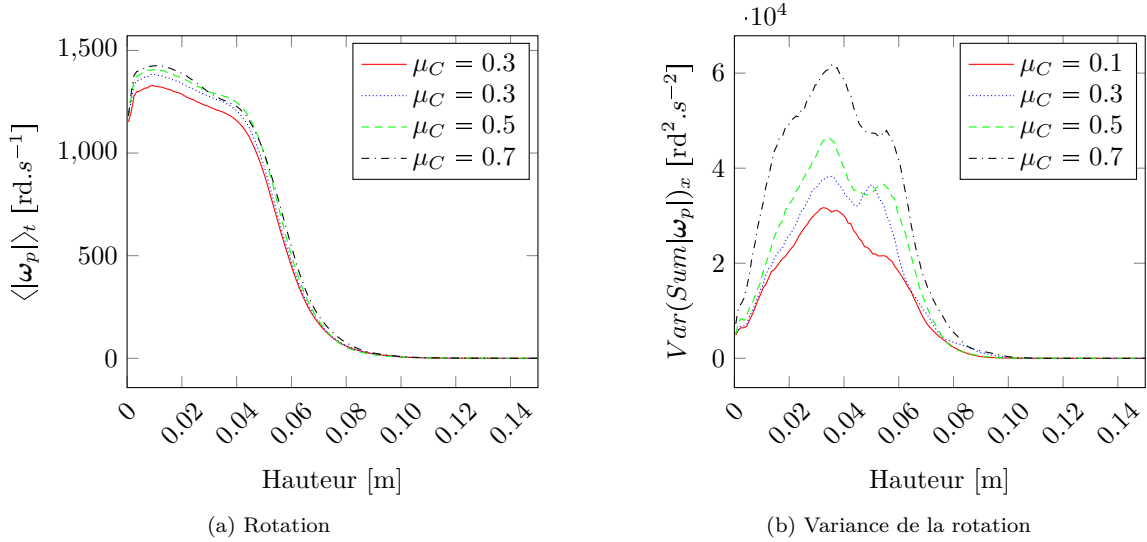 1,500
1,000
500
0
⟨|ω_p|⟩_t [rd.s^{-1}]
μ_C = 0.3
μ_C = 0.3
μ_C = 0.5
μ_C = 0.7
0 0.02 0.04 0.06 0.08 0.10 0.12 0.14
Hauteur [m]
(a) Rotation
·10^4
6
4
2
0
Var(Sum|ω_p|)_x [rd^2.s^{-2}]
μ_C = 0.1
μ_C = 0.3
μ_C = 0.5
μ_C = 0.7
0 0.02 0.04 0.06 0.08 0.10 0.12 0.14
Hauteur [m]
(b) Variance de la rotation